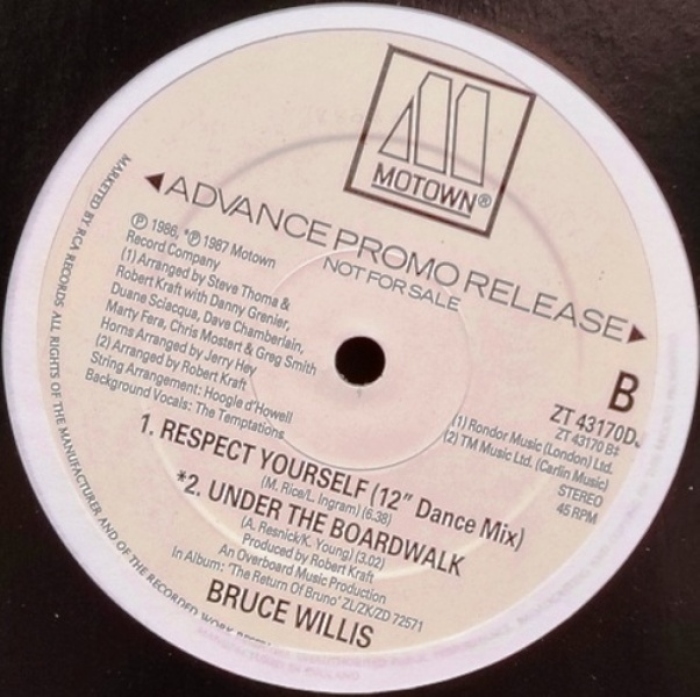 MOTOWN®
ADVANCE PROMO RELEASE
NOT FOR SALE
℗ 1986, *℗ 1987 Motown
Record Company
(1) Arranged by Steve Thoma &
Robert Kraft with Danny Grenier,
Duane Sciacqua, Dave Chamberlain,
Marty Fera, Chris Mostert & Greg Smith
Horns Arranged by Jerry Hey
(2) Arranged by Robert Kraft
String Arrangement: Hoogie d'Howell
Background Vocals: The Temptations
B
ZT 43170D
ZT 43170 B‡
(1) Rondor Music (London) Ltd.
(2) TM Music Ltd. (Carlin Music)
STEREO
45 RPM
1. RESPECT YOURSELF (12" Dance Mix)
(M. Rice/L. Ingram) (6.38)
*2. UNDER THE BOARDWALK
(A. Resnick/K. Young) (3.02)
Produced by Robert Kraft
An Overboard Music Production
In Album: 'The Return Of Bruno' ZL/ZK/ZD 72571
BRUCE WILLIS
MARKETED BY RCA RECORDS ALL RIGHTS OF THE MANUFACTURER AND OF THE RECORDED WORK